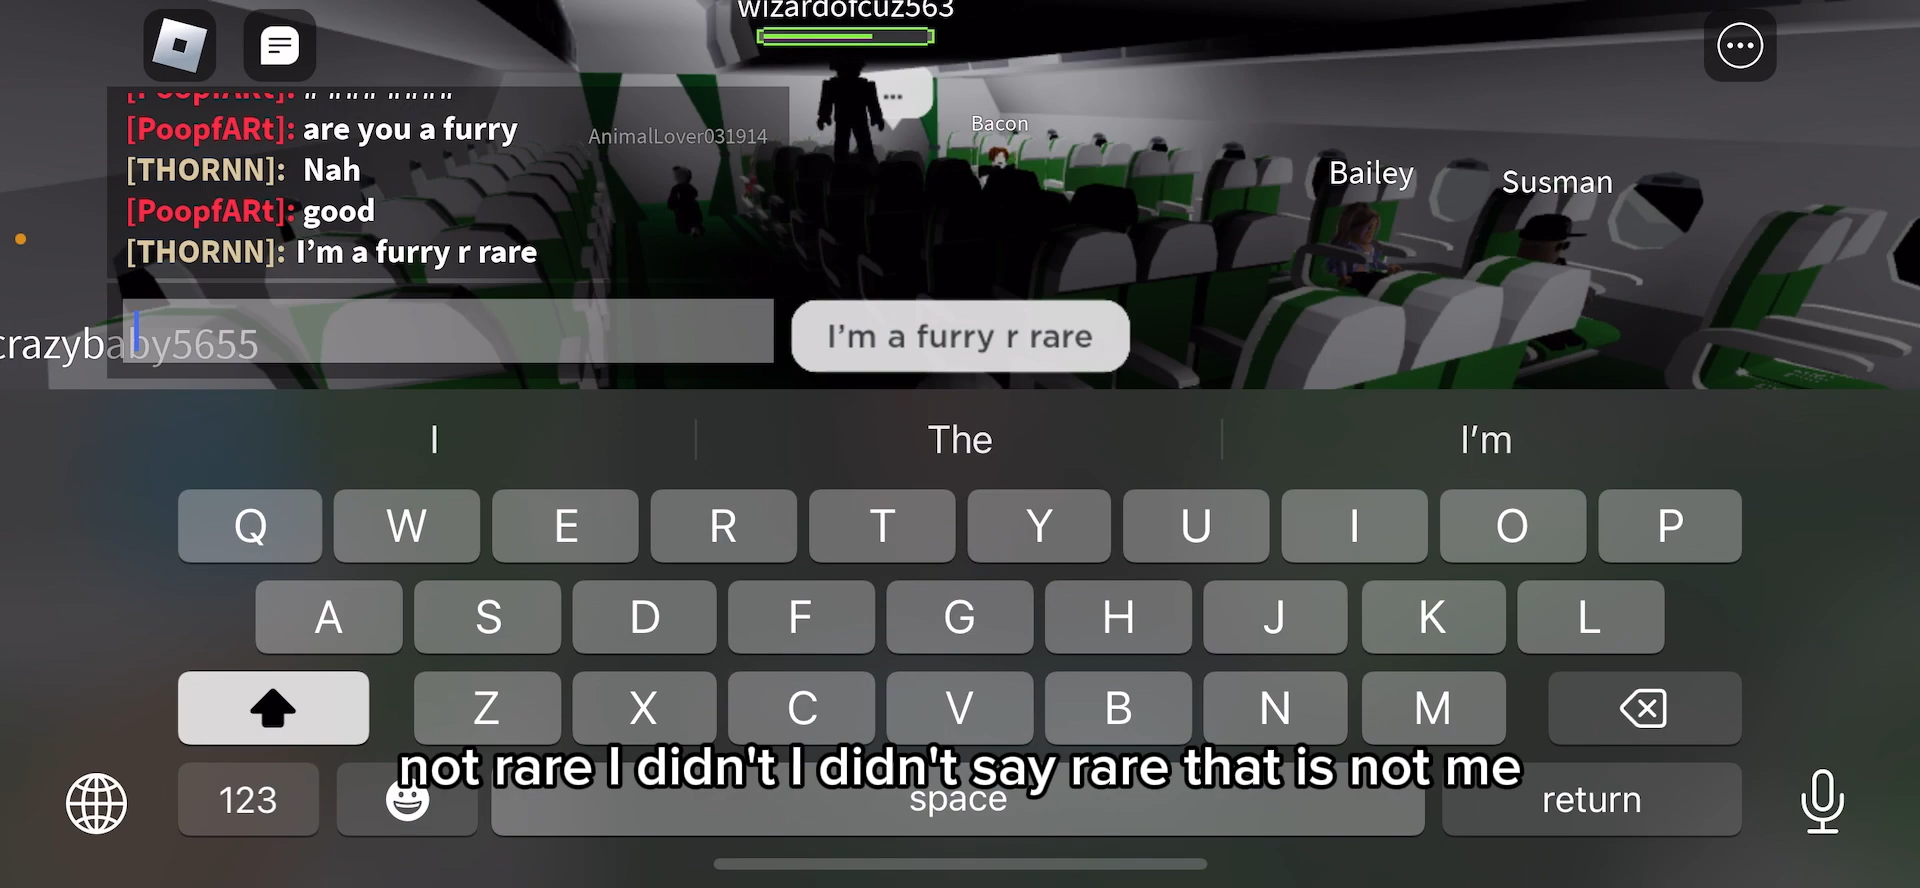 wizardofcuz563
[PoopfARt]: # ### ####
[PoopfARt]: are you a furry
[THORNN]: Nah
[PoopfARt]: good
[THORNN]: I’m a furry r rare
AnimalLover031914
...
Bacon
Bailey
Susman
crazybaby5655
I’m a furry r rare
I
The
I’m
Q W E R T Y U I O P
A S D F G H J K L
Z X C V B N M
not rare I didn't I didn't say rare that is not me
123
space
return